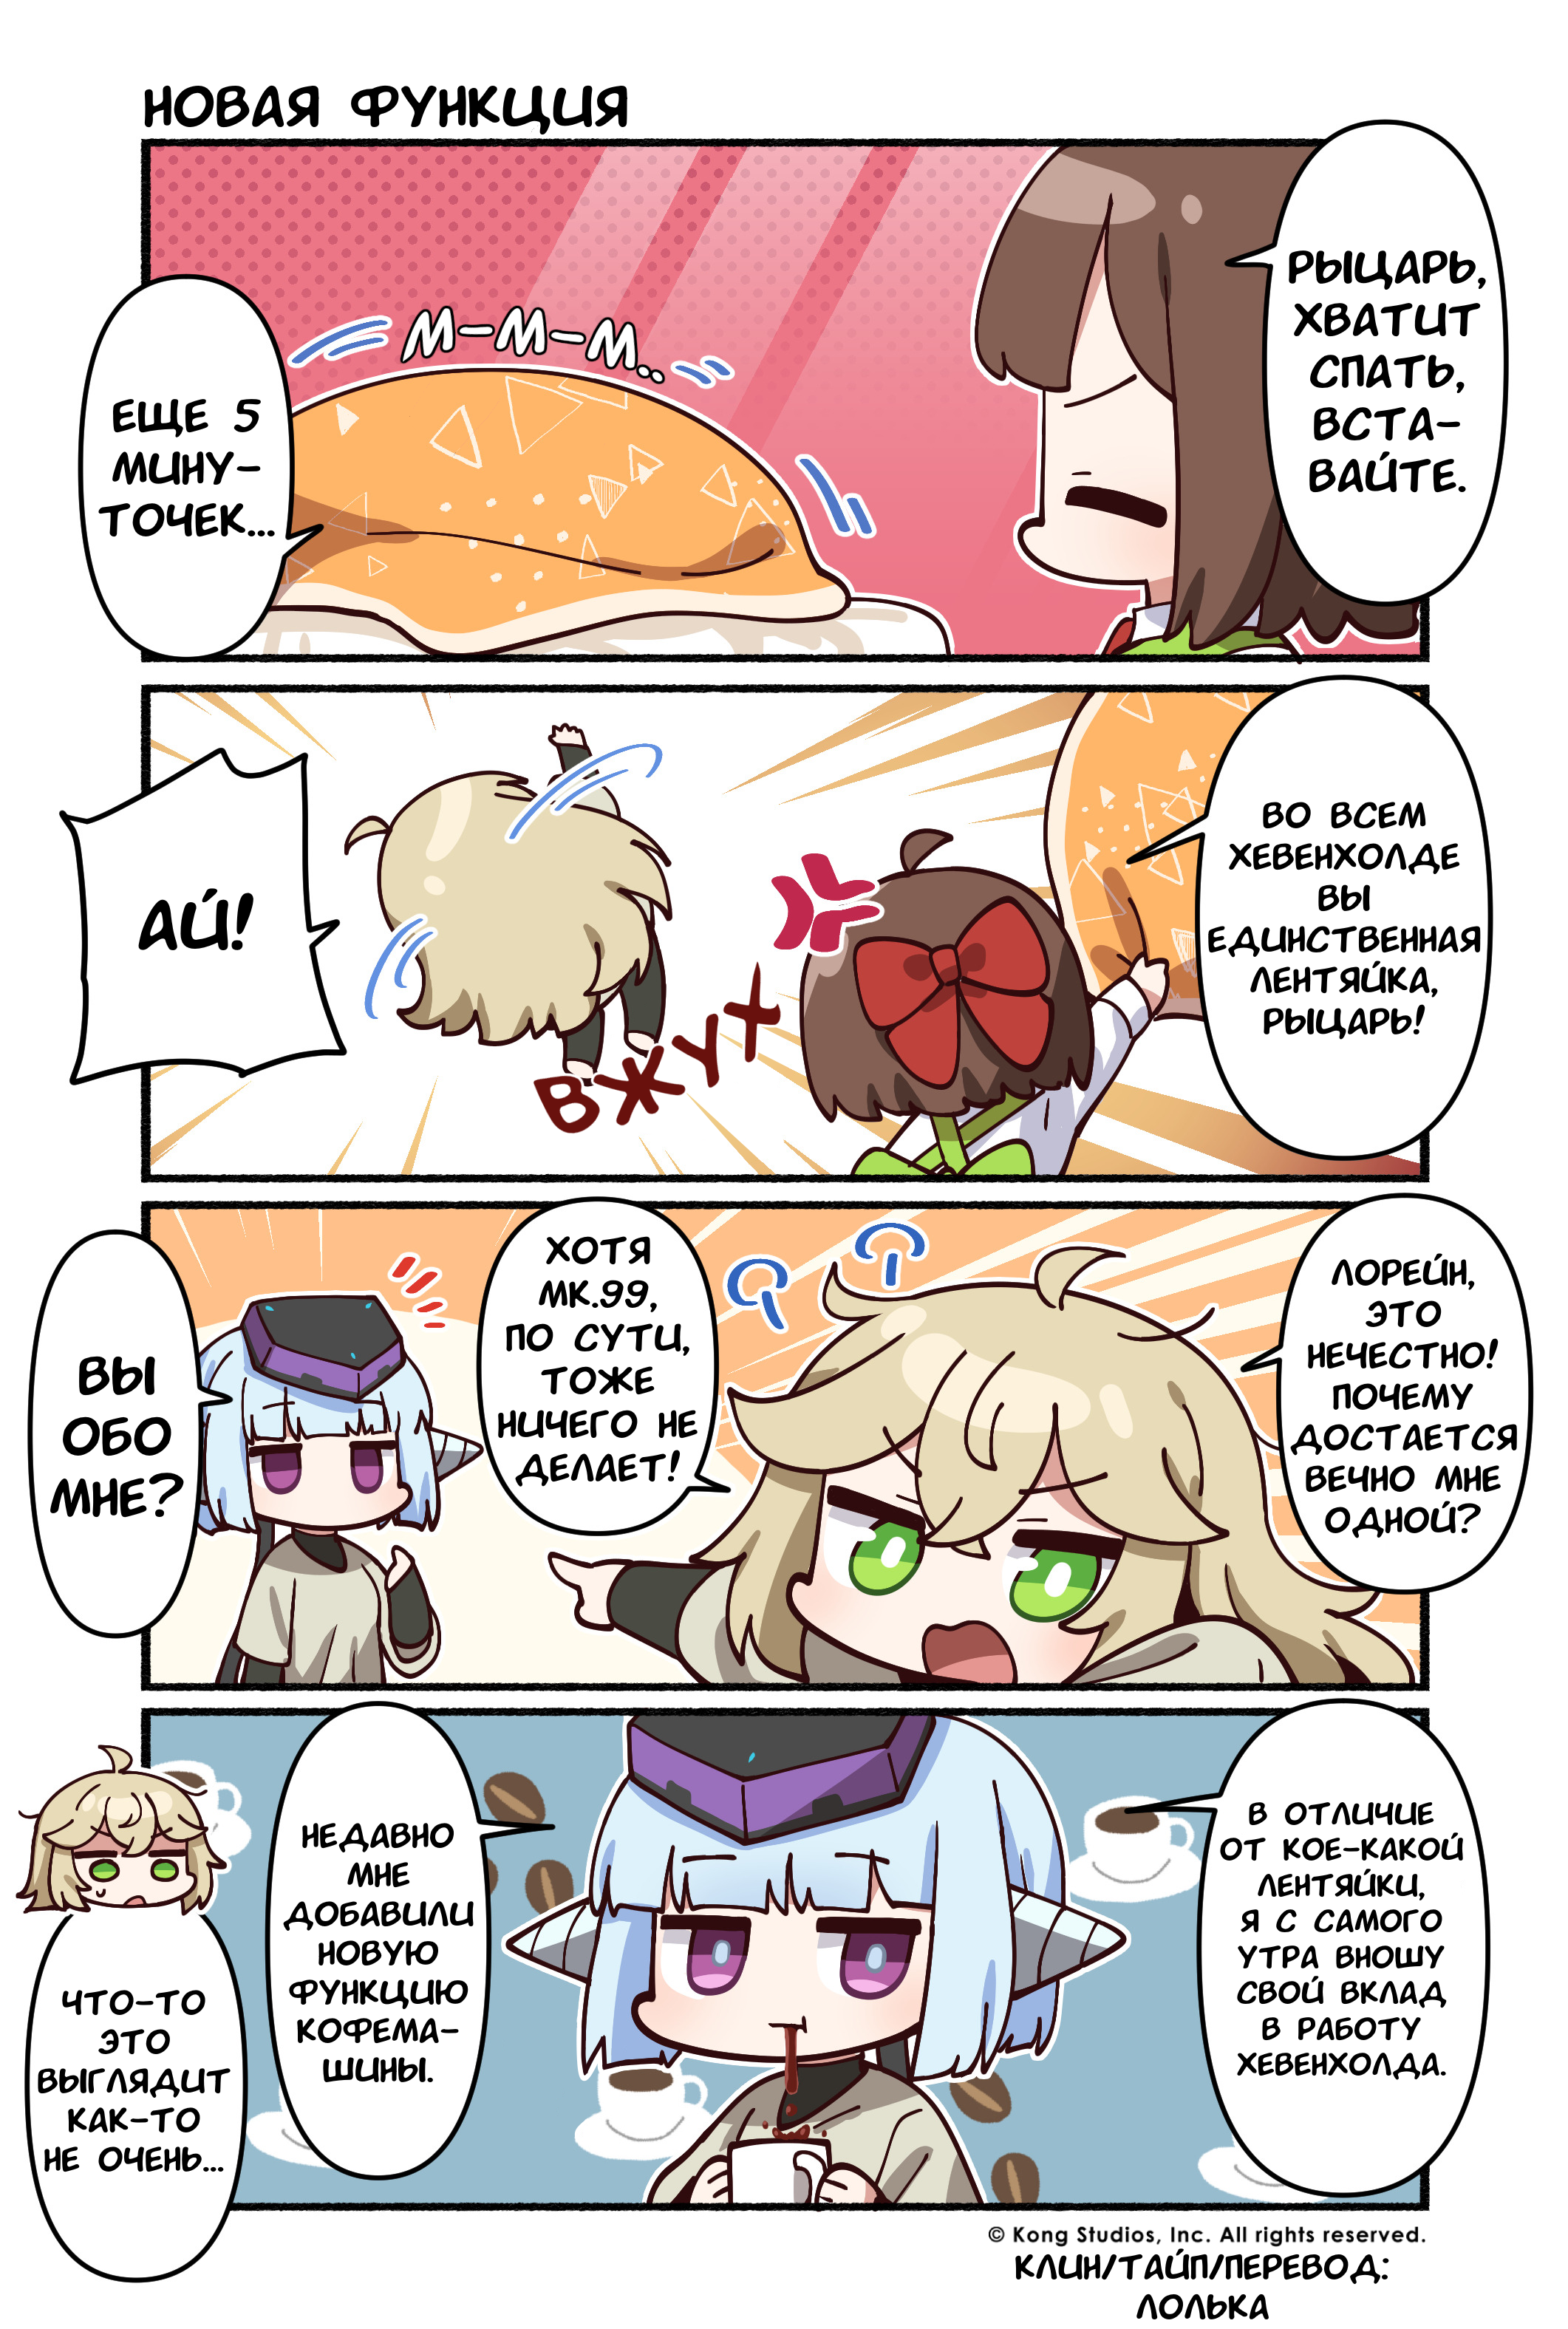 НОВАЯ ФУНКЦИЯ
РЫЦАРЬ,
ХВАТИТ
СПАТЬ,
ВСТА-
ВАЙТЕ.
М-М-М...
ЕЩЕ 5
МИНУ-
ТОЧЕК...
ВО ВСЕМ
ХЕВЕНХОЛДЕ
ВЫ
ЕДИНСТВЕННАЯ
ЛЕНТЯЙКА,
РЫЦАРЬ!
ВЖУХ
АЙ!
ЛОРЕЙН,
ЭТО
НЕЧЕСТНО!
ПОЧЕМУ
ДОСТАЕТСЯ
ВЕЧНО МНЕ
ОДНОЙ?
ХОТЯ
МК.99,
ПО СУТИ,
ТОЖЕ
НИЧЕГО НЕ
ДЕЛАЕТ!
ВЫ
ОБО
МНЕ?
В ОТЛИЧИЕ
ОТ КОЕ-КАКОЙ
ЛЕНТЯЙКИ,
Я С САМОГО
УТРА ВНОШУ
СВОЙ ВКЛАД
В РАБОТУ
ХЕВЕНХОЛДА.
НЕДАВНО
МНЕ
ДОБАВИЛИ
НОВУЮ
ФУНКЦИЮ
КОФЕМА-
ШИНЫ.
ЧТО-ТО
ЭТО
ВЫГЛЯДИТ
КАК-ТО
НЕ ОЧЕНЬ...
© Kong Studios, Inc. All rights reserved.
КЛИН/ТАЙП/ПЕРЕВОД:
ЛОЛЬКА